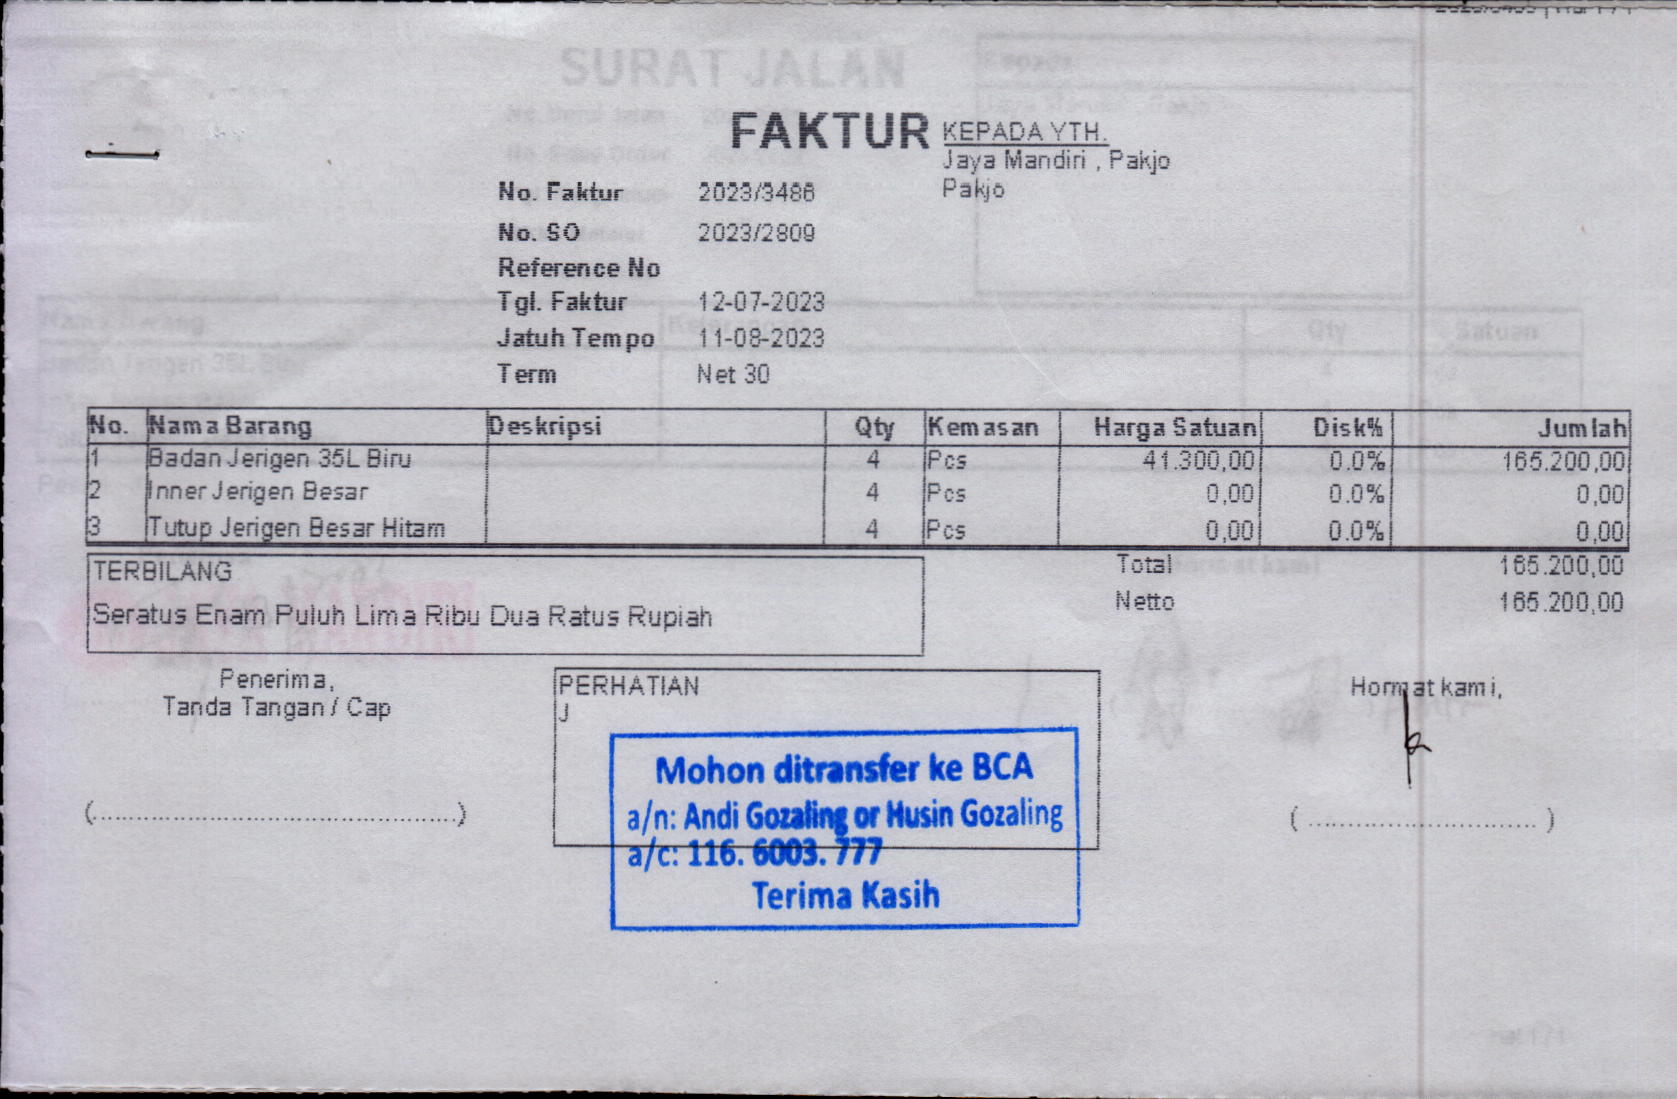 FAKTUR
KEPADA YTH.
Jaya Mandiri , Pakjo
Pakjo
No. Faktur 2023/3486
No. SO 2023/2809
Reference No
Tgl. Faktur 12-07-2023
Jatuh Tempo 11-08-2023
Term Net 30
No. Nama Barang Deskripsi Qty Kemasan Harga Satuan Disk% Jumlah
1 Badan Jerigen 35L Biru 4 Pcs 41.300,00 0.0% 165.200,00
2 Inner Jerigen Besar 4 Pcs 0,00 0.0% 0,00
3 Tutup Jerigen Besar Hitam 4 Pcs 0,00 0.0% 0,00
Total 165.200,00
Netto 165.200,00
TERBILANG
Seratus Enam Puluh Lima Ribu Dua Ratus Rupiah
Penerima,
Tanda Tangan / Cap
PERHATIAN
J
Mohon ditransfer ke BCA
a/n: Andi Gozaling or Husin Gozaling
a/c: 116. 6003. 777
Terima Kasih
Hormat kami,
SURAT JALAN
Qty
Satuan